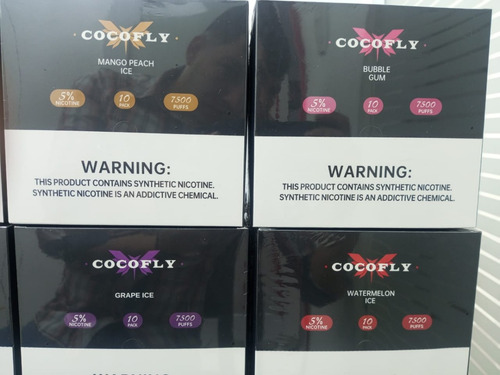 COCOFLY
MANGO PEACH
ICE
5%
NICOTINE
10
PACK
7500
PUFFS
WARNING:
THIS PRODUCT CONTAINS SYNTHETIC NICOTINE.
SYNTHETIC NICOTINE IS AN ADDICTIVE CHEMICAL.
COCOFLY
BUBBLE
GUM
5%
NICOTINE
10
PACK
7500
PUFFS
WARNING:
THIS PRODUCT CONTAINS SYNTHETIC NICOTINE.
SYNTHETIC NICOTINE IS AN ADDICTIVE CHEMICAL.
COCOFLY
GRAPE ICE
5%
NICOTINE
10
PACK
7500
PUFFS
COCOFLY
WATERMELON
ICE
5%
NICOTINE
10
PACK
7500
PUFFS